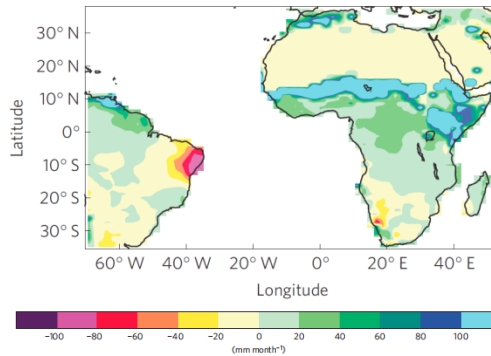 30° N
20° N
10° N
0°
10° S
20° S
30° S
Latitude
60° W 40° W 20° W 0° 20° E 40° E
Longitude
−100 −80 −60 −40 −20 0 20 40 60 80 100
(mm month⁻¹)